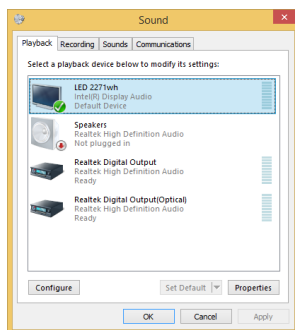 Sound
Playback Recording Sounds Communications
Select a playback device below to modify its settings:
LED 2271wh
Intel(R) Display Audio
Default Device
Speakers
Realtek High Definition Audio
Not plugged in
Realtek Digital Output
Realtek High Definition Audio
Ready
Realtek Digital Output(Optical)
Realtek High Definition Audio
Ready
Configure Set Default Properties
OK Cancel Apply